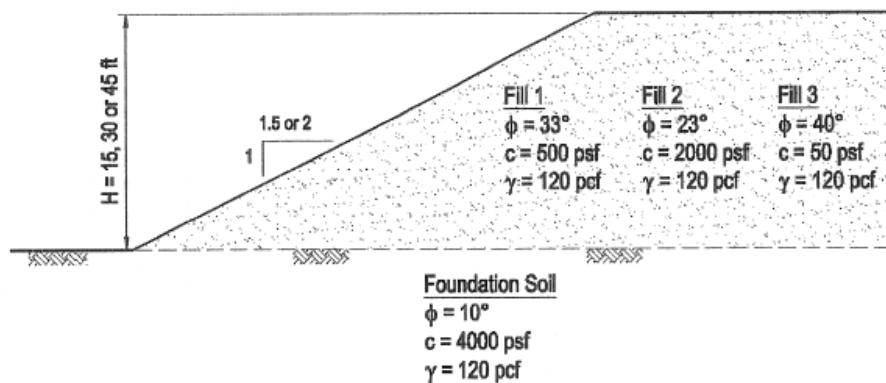 H = 15, 30 or 45 ft
1.5 or 2
1
Fill 1
ϕ = 33°
c = 500 psf
γ = 120 pcf
Fill 2
ϕ = 23°
c = 2000 psf
γ = 120 pcf
Fill 3
ϕ = 40°
c = 50 psf
γ = 120 pcf
Foundation Soil
ϕ = 10°
c = 4000 psf
γ = 120 pcf